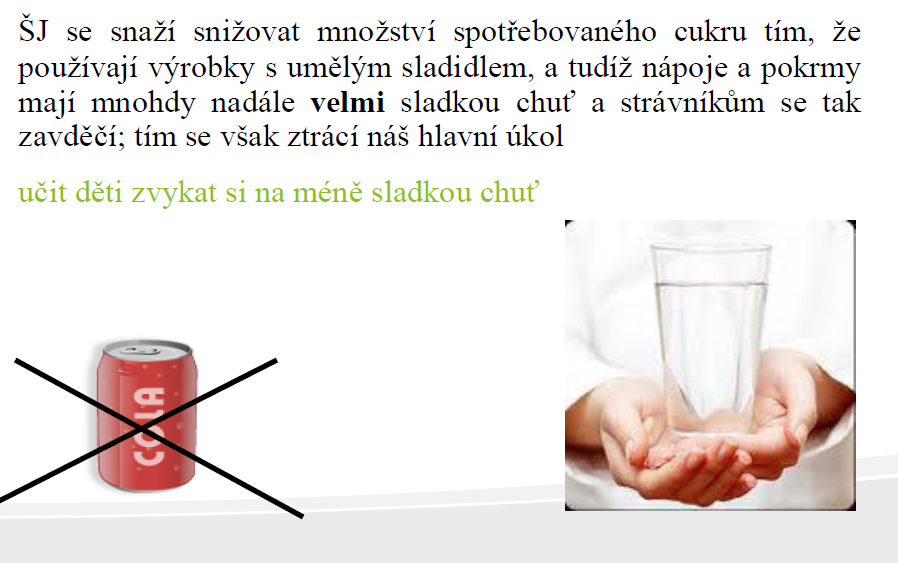 ŠJ se snaží snižovat množství spotřebovaného cukru tím, že
používají výrobky s umělým sladidlem, a tudíž nápoje a pokrmy
mají mnohdy nadále velmi sladkou chuť a strávníkům se tak
zavděčí; tím se však ztrácí náš hlavní úkol
učit děti zvykat si na méně sladkou chuť
COLA